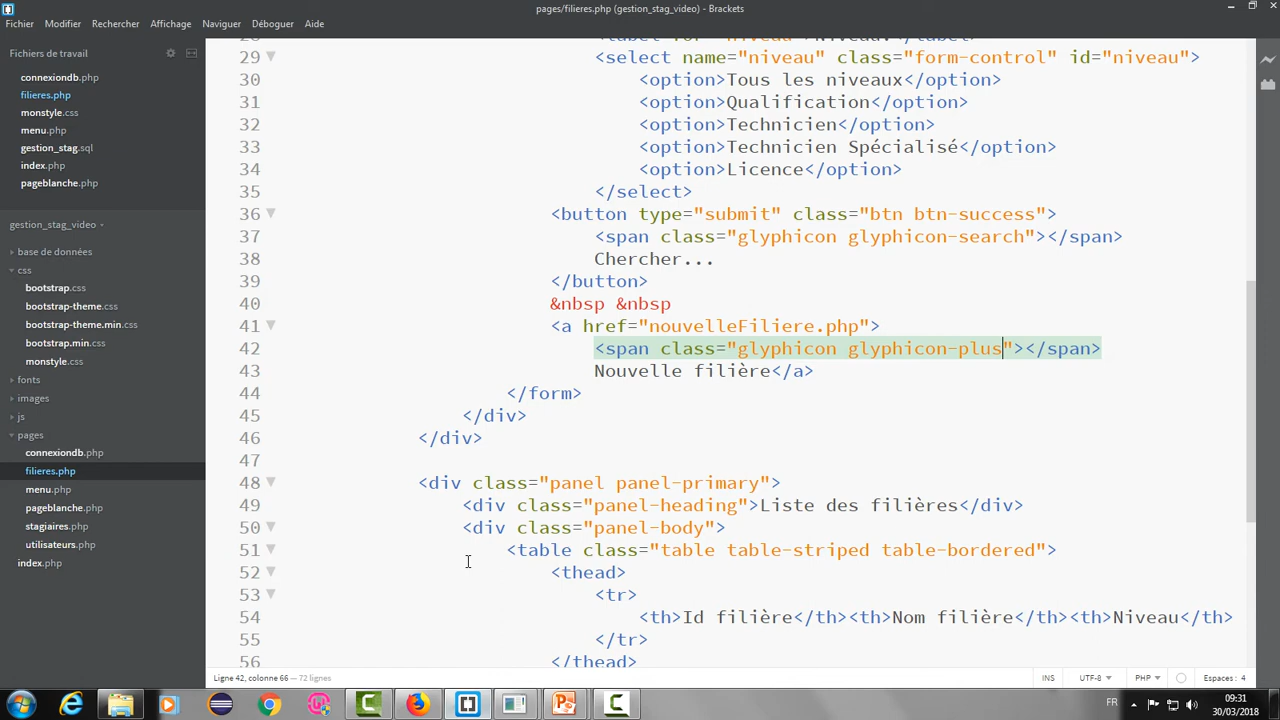 pages/filieres.php (gestion_stag_video) - Brackets
Fichier Modifier Rechercher Affichage Naviguer Déboguer Aide
Fichiers de travail
connexiondb.php
filieres.php
monstyle.css
menu.php
gestion_stag.sql
index.php
pageblanche.php
gestion_stag_video
base de données
css
bootstrap.css
bootstrap-theme.css
bootstrap-theme.min.css
bootstrap.min.css
monstyle.css
fonts
images
js
pages
connexiondb.php
filieres.php
menu.php
pageblanche.php
stagiaires.php
utilisateurs.php
index.php
29 <select name="niveau" class="form-control" id="niveau">
30 <option>Tous les niveaux</option>
31 <option>Qualification</option>
32 <option>Technicien</option>
33 <option>Technicien Spécialisé</option>
34 <option>Licence</option>
35 </select>
36 <button type="submit" class="btn btn-success">
37 <span class="glyphicon glyphicon-search"></span>
38 Chercher...
39 </button>
40 &nbsp &nbsp
41 <a href="nouvelleFiliere.php">
42 <span class="glyphicon glyphicon-plus"></span>
43 Nouvelle filière</a>
44 </form>
45 </div>
46 </div>
47
48 <div class="panel panel-primary">
49 <div class="panel-heading">Liste des filières</div>
50 <div class="panel-body">
51 <table class="table table-striped table-bordered">
52 <thead>
53 <tr>
54 <th>Id filière</th><th>Nom filière</th><th>Niveau</th>
55 </tr>
56 </thead>
Ligne 42, colonne 66 — 72 lignes
INS UTF-8 PHP Espaces : 4
FR
09:31
30/03/2018